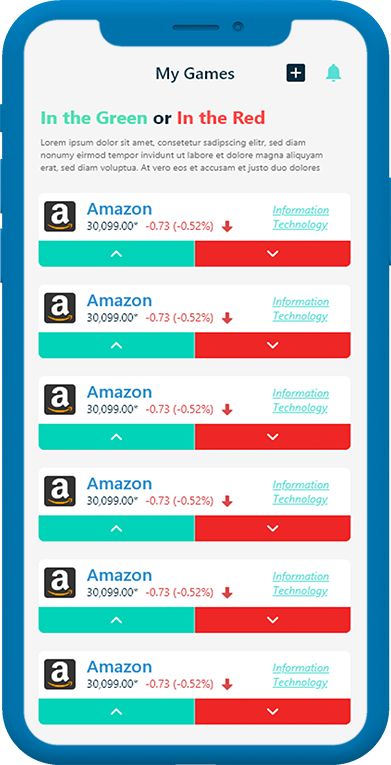 My Games
In the Green or In the Red
Lorem ipsum dolor sit amet, consetetur sadipscing elitr, sed diam
nonumy eirmod tempor invidunt ut labore et dolore magna aliquyam
erat, sed diam voluptua. At vero eos et accusam et justo duo dolores
a Amazon Information
30,099.00* -0.73 (-0.52%) Technology
a Amazon Information
30,099.00* -0.73 (-0.52%) Technology
a Amazon Information
30,099.00* -0.73 (-0.52%) Technology
a Amazon Information
30,099.00* -0.73 (-0.52%) Technology
a Amazon Information
30,099.00* -0.73 (-0.52%) Technology
a Amazon Information
30,099.00* -0.73 (-0.52%) Technology